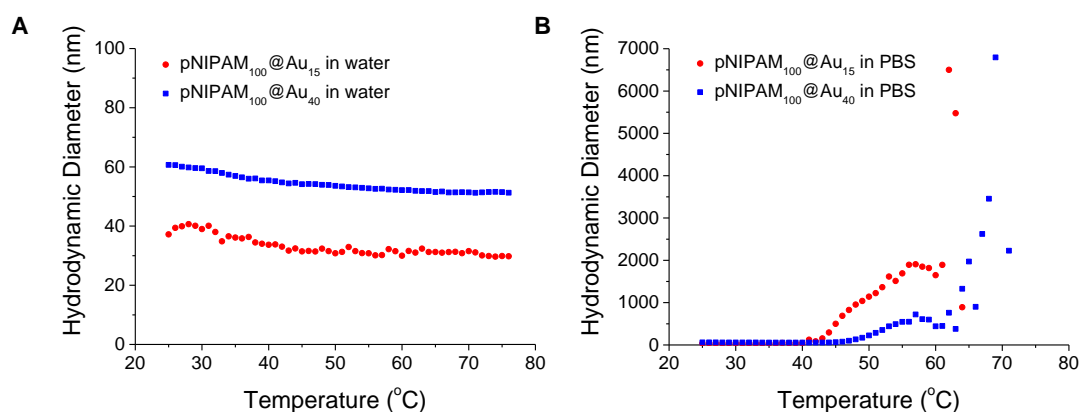 A
Hydrodynamic Diameter (nm)
100
80
60
40
20
0
pNIPAM₁₀₀@Au₁₅ in water
pNIPAM₁₀₀@Au₄₀ in water
20 30 40 50 60 70 80
Temperature (°C)
B
Hydrodynamic Diameter (nm)
7000
6000
5000
4000
3000
2000
1000
0
pNIPAM₁₀₀@Au₁₅ in PBS
pNIPAM₁₀₀@Au₄₀ in PBS
20 30 40 50 60 70 80
Temperature (°C)